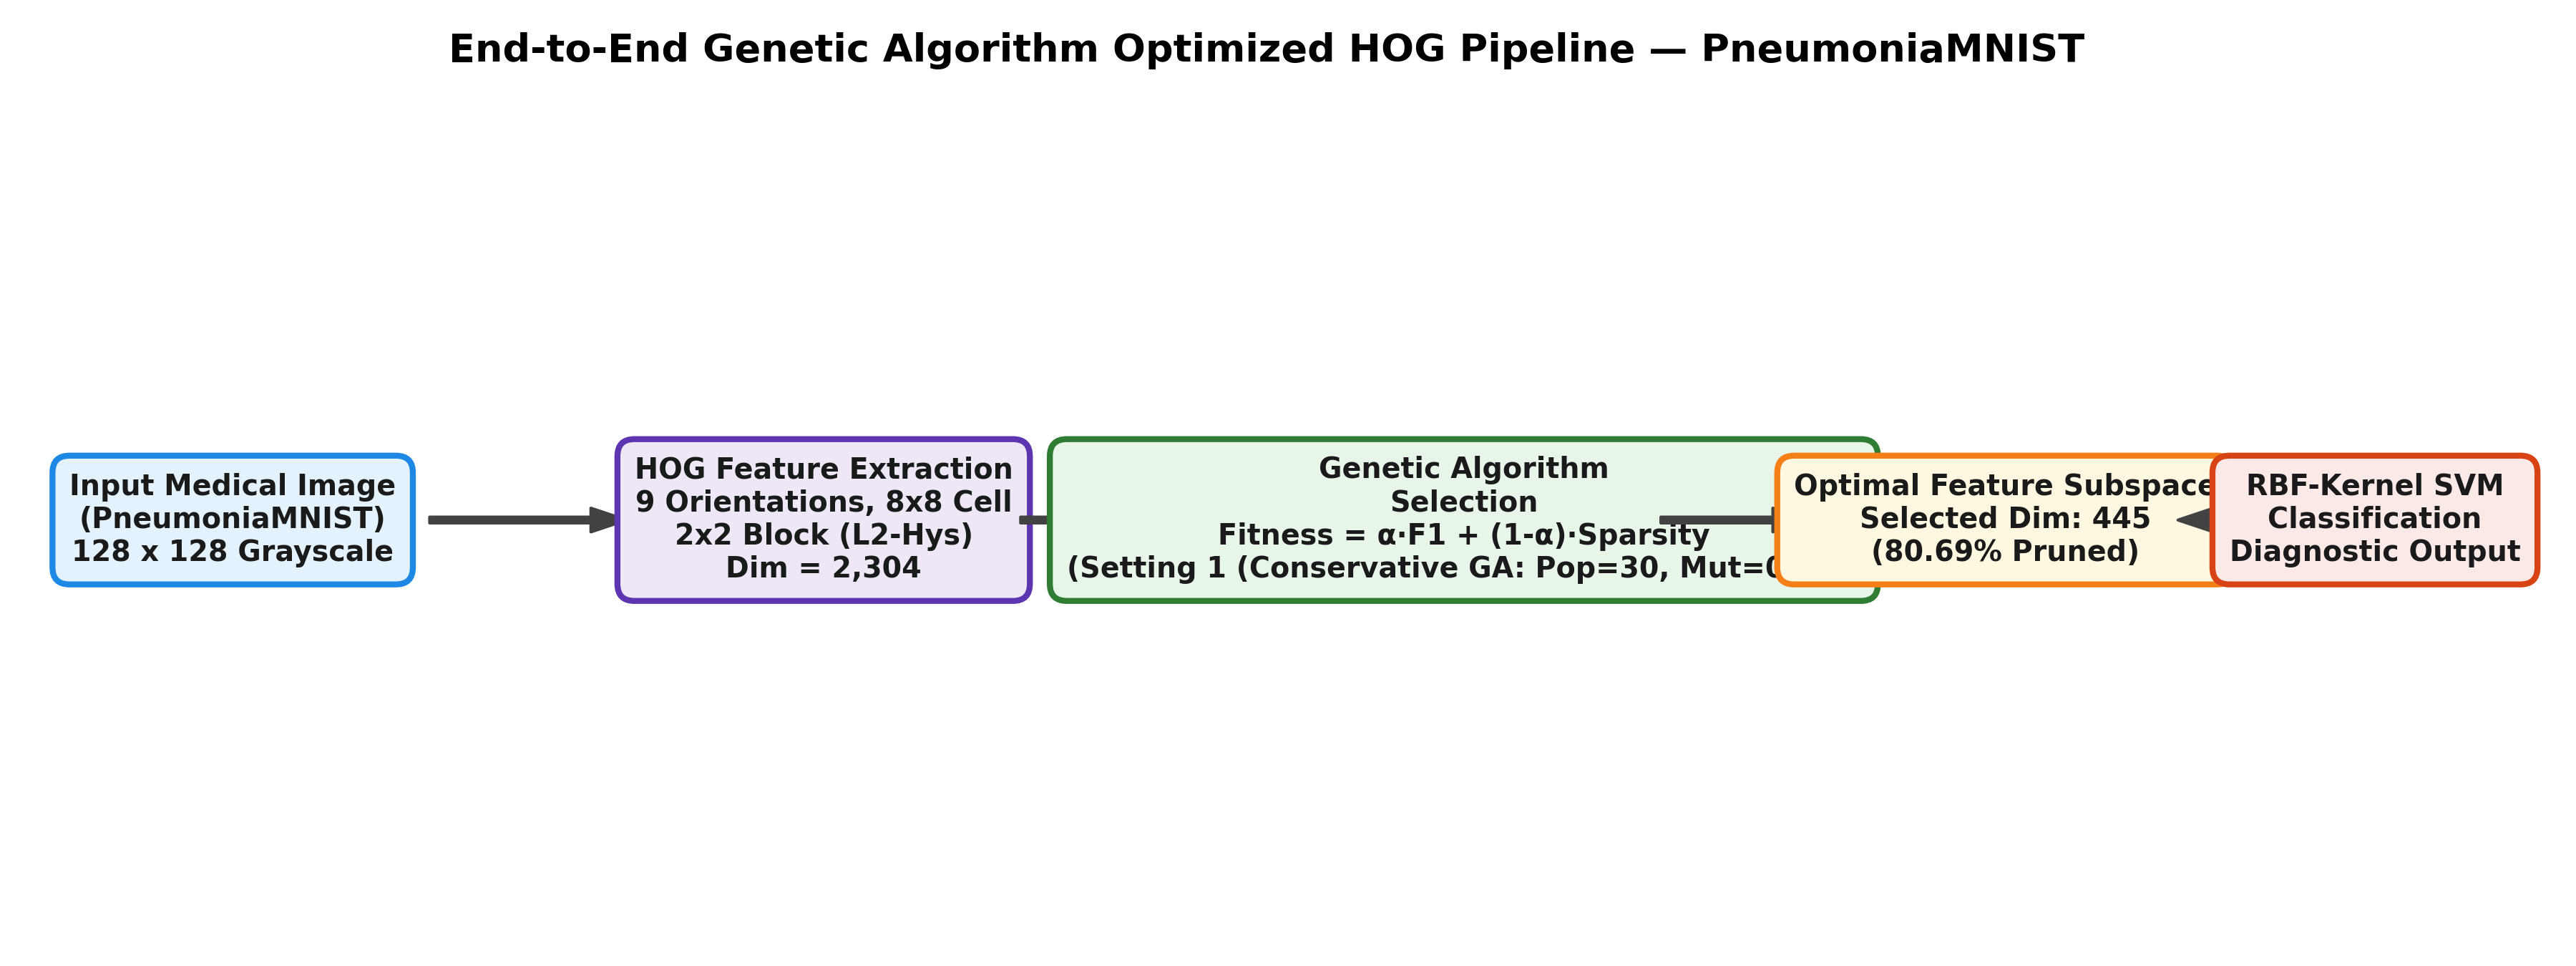 End-to-End Genetic Algorithm Optimized HOG Pipeline — PneumoniaMNIST
Input Medical Image
(PneumoniaMNIST)
128 x 128 Grayscale
HOG Feature Extraction
9 Orientations, 8x8 Cell
2x2 Block (L2-Hys)
Dim = 2,304
Genetic Algorithm
Selection
Fitness = α·F1 + (1-α)·Sparsity
(Setting 1 (Conservative GA: Pop=30,
Optimal Feature Subspace
Selected Dim: 445
(80.69% Pruned)
RBF-Kernel SVM
Classification
Diagnostic Output